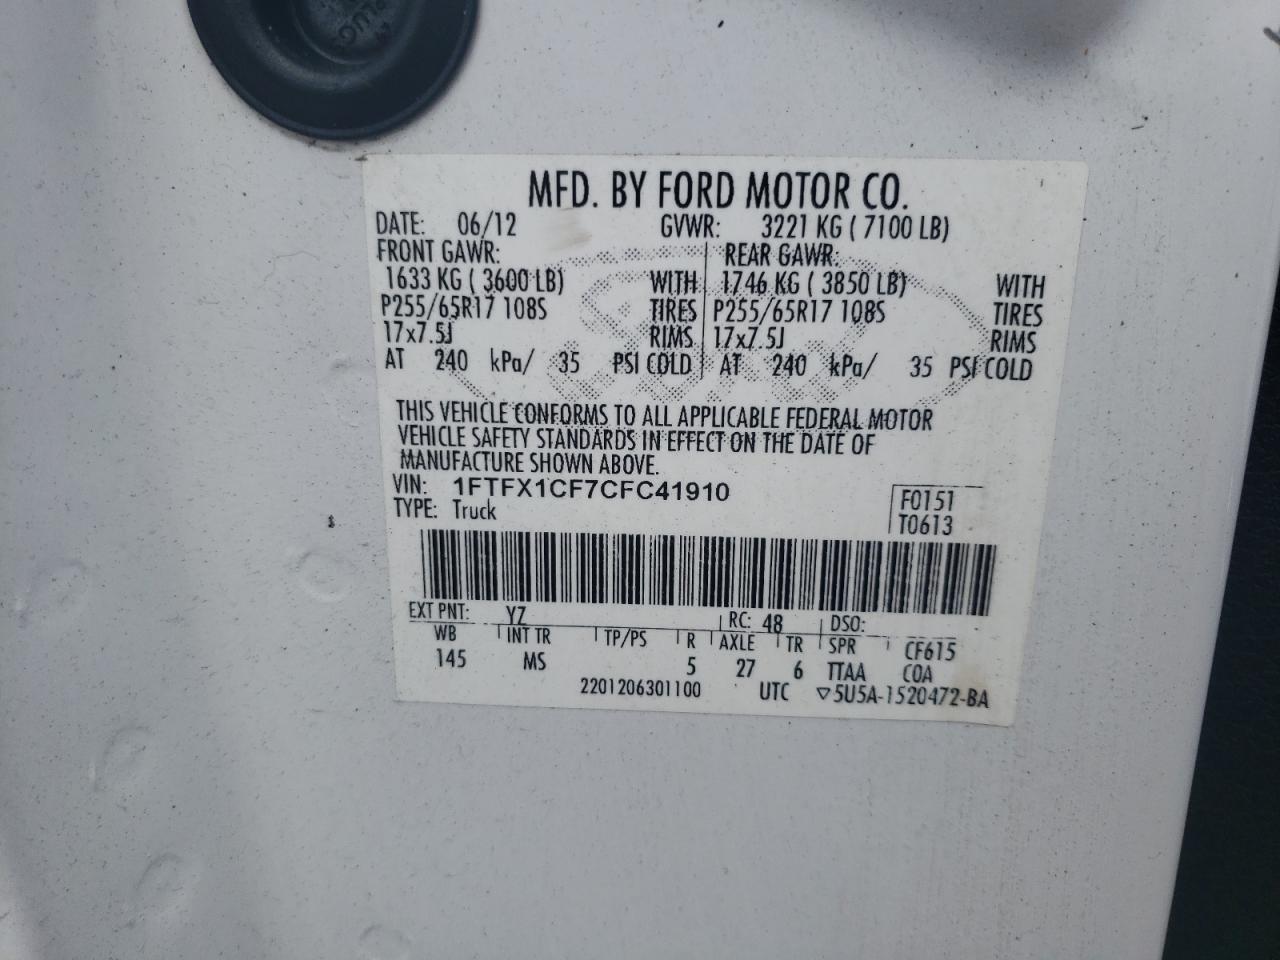 MFD. BY FORD MOTOR CO.
DATE: 06/12 GVWR: 3221 KG ( 7100 LB)
FRONT GAWR: REAR GAWR:
1633 KG ( 3600 LB) WITH 1746 KG ( 3850 LB) WITH
P255/65R17 108S TIRES P255/65R17 108S TIRES
17x7.5J RIMS 17x7.5J RIMS
AT 240 kPa/ 35 PSI COLD AT 240 kPa/ 35 PSI COLD
THIS VEHICLE CONFORMS TO ALL APPLICABLE FEDERAL MOTOR
VEHICLE SAFETY STANDARDS IN EFFECT ON THE DATE OF
MANUFACTURE SHOWN ABOVE.
VIN: 1FTFX1CF7CFC41910 F0151
TYPE: Truck T0613
EXT PNT: YZ RC: 48 DSO:
WB INT TR TP/PS R AXLE TR SPR CF615
145 MS 5 27 6 TTAA COA
2201206301100 UTC ▽5U5A-1520472-BA